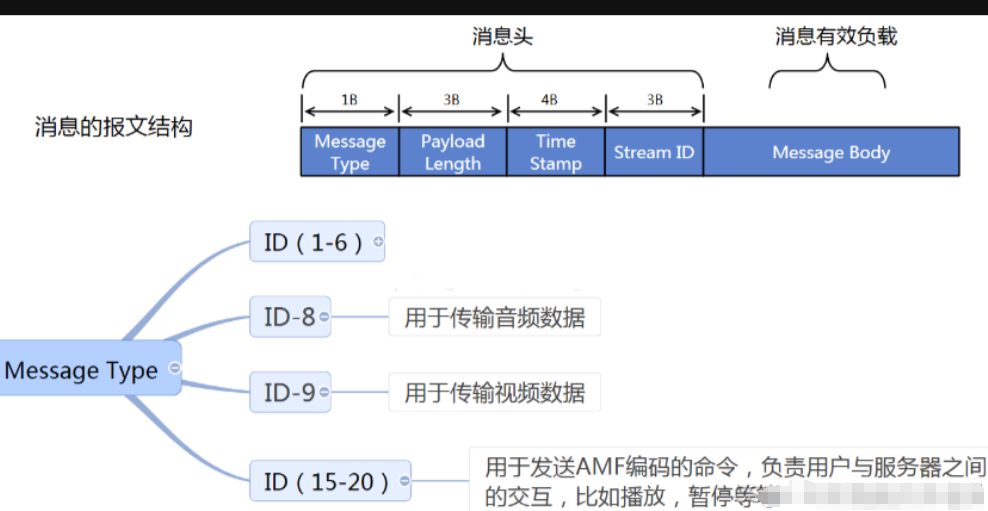 消息头
消息有效负载
消息的报文结构
1B
3B
4B
3B
Message
Type
Payload
Length
Time
Stamp
Stream ID
Message Body
ID（1-6）
ID-8
用于传输音频数据
Message Type
ID-9
用于传输视频数据
ID（15-20）
用于发送AMF编码的命令，负责用户与服务器之间
的交互，比如播放，暂停等